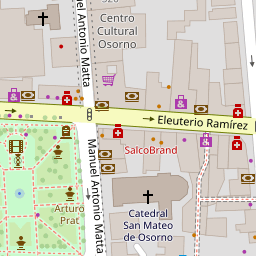 520
Centro
Cultural
Osorno
Manuel Antonio Matta
Eleuterio Ramírez
SalcoBrand
Manuel Antonio Matta
Arturo
Prat
Catedral
San Mateo
de Osorno